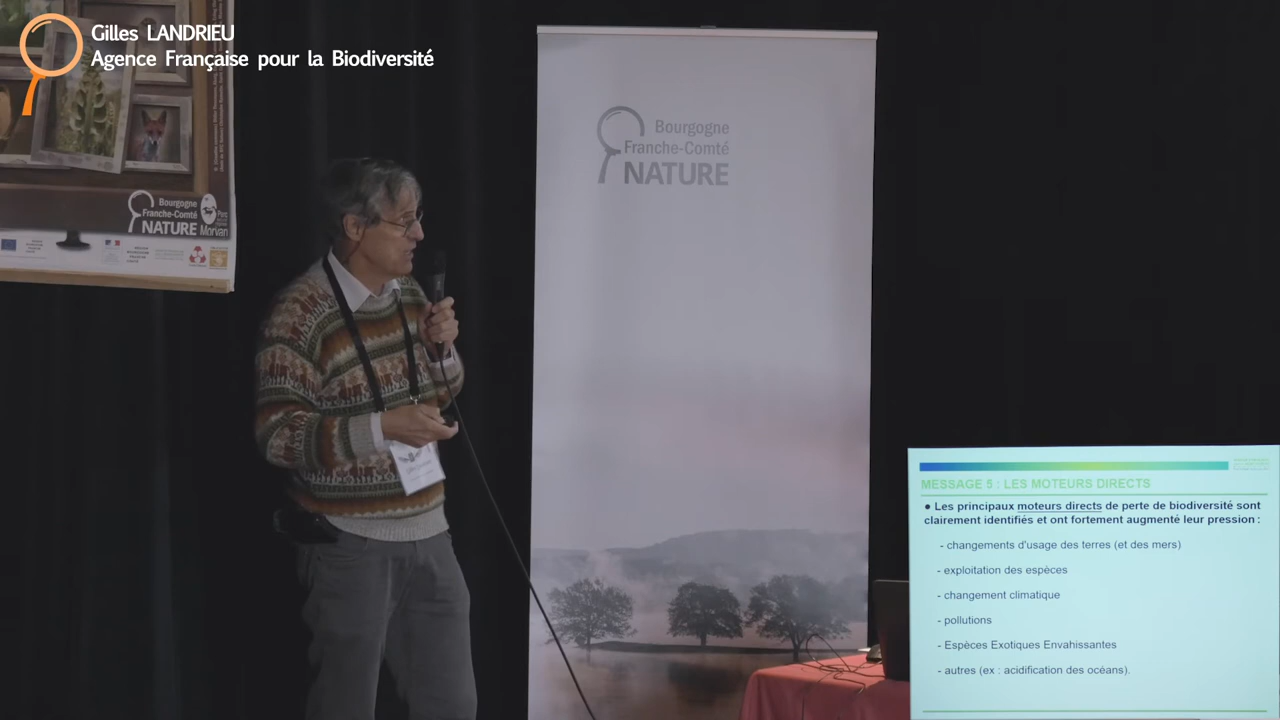 Gilles LANDRIEU
Agence Française pour la Biodiversité
Bourgogne
Franche-Comté
NATURE
Parc
Morvan
Bourgogne
Franche-Comté
NATURE
MESSAGE 5 : LES MOTEURS DIRECTS
● Les principaux moteurs directs de perte de biodiversité sont
clairement identifiés et ont fortement augmenté leur pression :
- changements d'usage des terres (et des mers)
- exploitation des espèces
- changement climatique
- pollutions
- Espèces Exotiques Envahissantes
- autres (ex : acidification des océans).